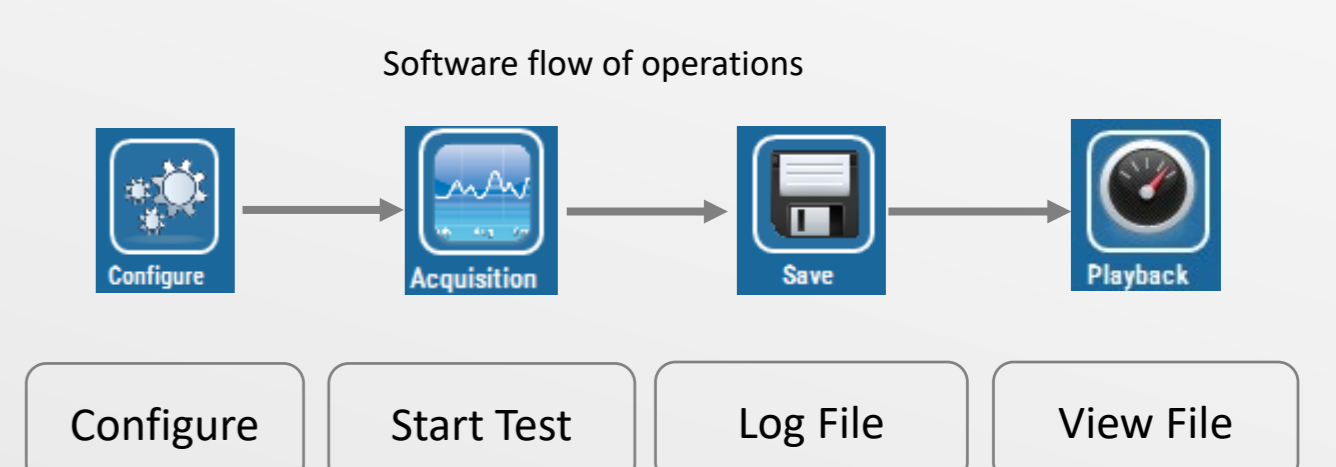 Software flow of operations
Configure
Acquisition
Save
Playback
Configure
Start Test
Log File
View File